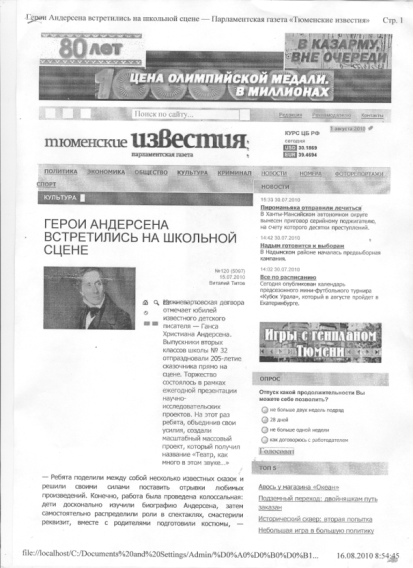 Герои Андерсена встретились на школьной сцене — Парламентская газета «Тюменские известия»
Стр. 1
80 ЛЕТ
В КАЗАРМУ,
ВНЕ ОЧЕРЕДИ
ЦЕНА ОЛИМПИЙСКОЙ МЕДАЛИ.
В МИЛЛИОНАХ
Поиск по сайту...
Контакты
тюменские известия
парламентская газета
КУРС ЦБ РФ
сегодня
USD 30.1869
EUR 39.4694
ПОЛИТИКА ЭКОНОМИКА ОБЩЕСТВО КУЛЬТУРА КРИМИНАЛ
СПОРТ
НОВОСТИ НОМЕРА ФОТОРЕПОРТАЖИ
КУЛЬТУРА
ГЕРОИ АНДЕРСЕНА
ВСТРЕТИЛИСЬ НА ШКОЛЬНОЙ
СЦЕНЕ
№120 (5097)
15.07.2010
Виталий Титов
отмечает юбилей
известного детского
писателя — Ганса
Христиана Андерсена.
Выпускники вторых
классов школы № 32
отпраздновали 205-летие
сказочника прямо на
сцене. Торжество
состоялось в рамках
ежегодной презентации
научно-
исследовательских
проектов. На этот раз
ребята, объединив свои
усилия, создали
масштабный массовый
проект, который получил
название «Театр, как
много в этом звуке...»
— Ребята поделили между собой несколько известных сказок и
решили своими силами поставить отрывки любимых
произведений. Конечно, работа была проведена колоссальная:
дети досконально изучили биографию Андерсена, затем
самостоятельно распределили роли в спектаклях, смастерили
реквизит, вместе с родителями подготовили костюмы, —
НОВОСТИ
16:03 30.07.2010
Пироманьяка отправили лечиться
В Ханты-Мансийском автономном округе
вынесен приговор серийному поджигателю,
на счету которого десятки преступлений.
14:42 30.07.2010
Надым готовится к выборам
В Надымском районе началась предвыборная
кампания.
14:02 30.07.2010
Все по расписанию
Сегодня опубликован календарь
предсезонного мини-футбольного турнира
«Кубок Урала», который в августе пройдет в
Екатеринбурге.
Игры с генпланом
Тюмени
ОПРОС
Отпуск какой продолжительности Вы
можете себе позволить?
не больше двух недель подряд
28 дней
не больше одной недели
как договорюсь с работодателем
Голосовать!
ТОП 5
Авось у магазина «Океан»
Подземный переход: двойняшкам путь
заказан
Исторический сквер: вторая попытка
Небольшая игра в большую политику
file://localhost/C:/Documents%20and%20Settings/Admin/%D0%A0%D0%B0%D0%B1...
16.08.2010 8:54:45